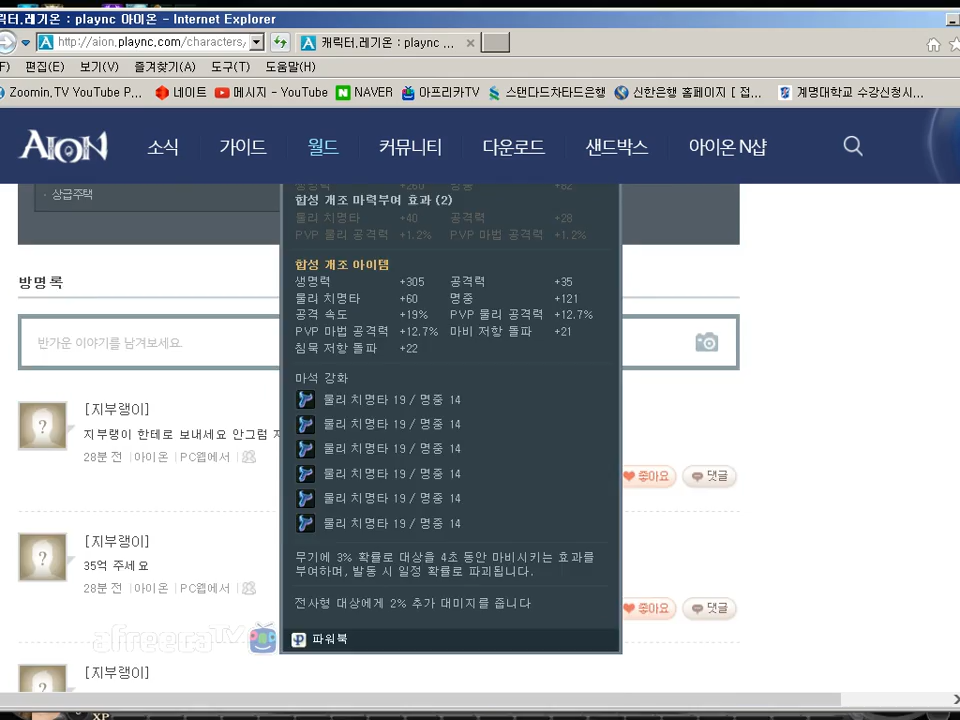 릭터,레기온 : plaync 아이온 - Internet Explorer
http://aion.plaync.com/characters, 캐릭터,레기온 : plaync ...
F) 편집(E) 보기(V) 즐겨찾기(A) 도구(T) 도움말(H)
Zoomin.TV YouTube P... 네이트 메시지 - YouTube NAVER 아프리카TV 스탠다드차타드은행 신한은행 홈페이지 [ 접... 계명대학교 수강신청시...
AION 소식 가이드 월드 커뮤니티 다운로드 샌드박스 아이온 N샵
· 상급주택
생명력 +260 명중 +82
합성 개조 마력부여 효과 (2)
물리 치명타 +40 공격력 +28
PVP 물리 공격력 +1.2% PVP 마법 공격력 +1.2%
합성 개조 아이템
생명력 +305 공격력 +35
물리 치명타 +60 명중 +121
공격 속도 +19% PVP 물리 공격력 +12.7%
PVP 마법 공격력 +12.7% 마비 저항 돌파 +21
침묵 저항 돌파 +22
마석 강화
물리 치명타 19 / 명중 14
물리 치명타 19 / 명중 14
물리 치명타 19 / 명중 14
물리 치명타 19 / 명중 14
물리 치명타 19 / 명중 14
물리 치명타 19 / 명중 14
무기에 3% 확률로 대상을 4초 동안 마비시키는 효과를
부여하며, 발동 시 일정 확률로 파괴됩니다.
전사형 대상에게 2% 추가 대미지를 줍니다
파워북
방명록
반가운 이야기를 남겨보세요.
[지부랭이]
지부랭이 한테로 보내세요 안그럼
28분 전 아이온 PC웹에서
좋아요 댓글
[지부랭이]
35억 주세요
28분 전 아이온 PC웹에서
좋아요 댓글
afreecaTV
[지부랭이]
XP